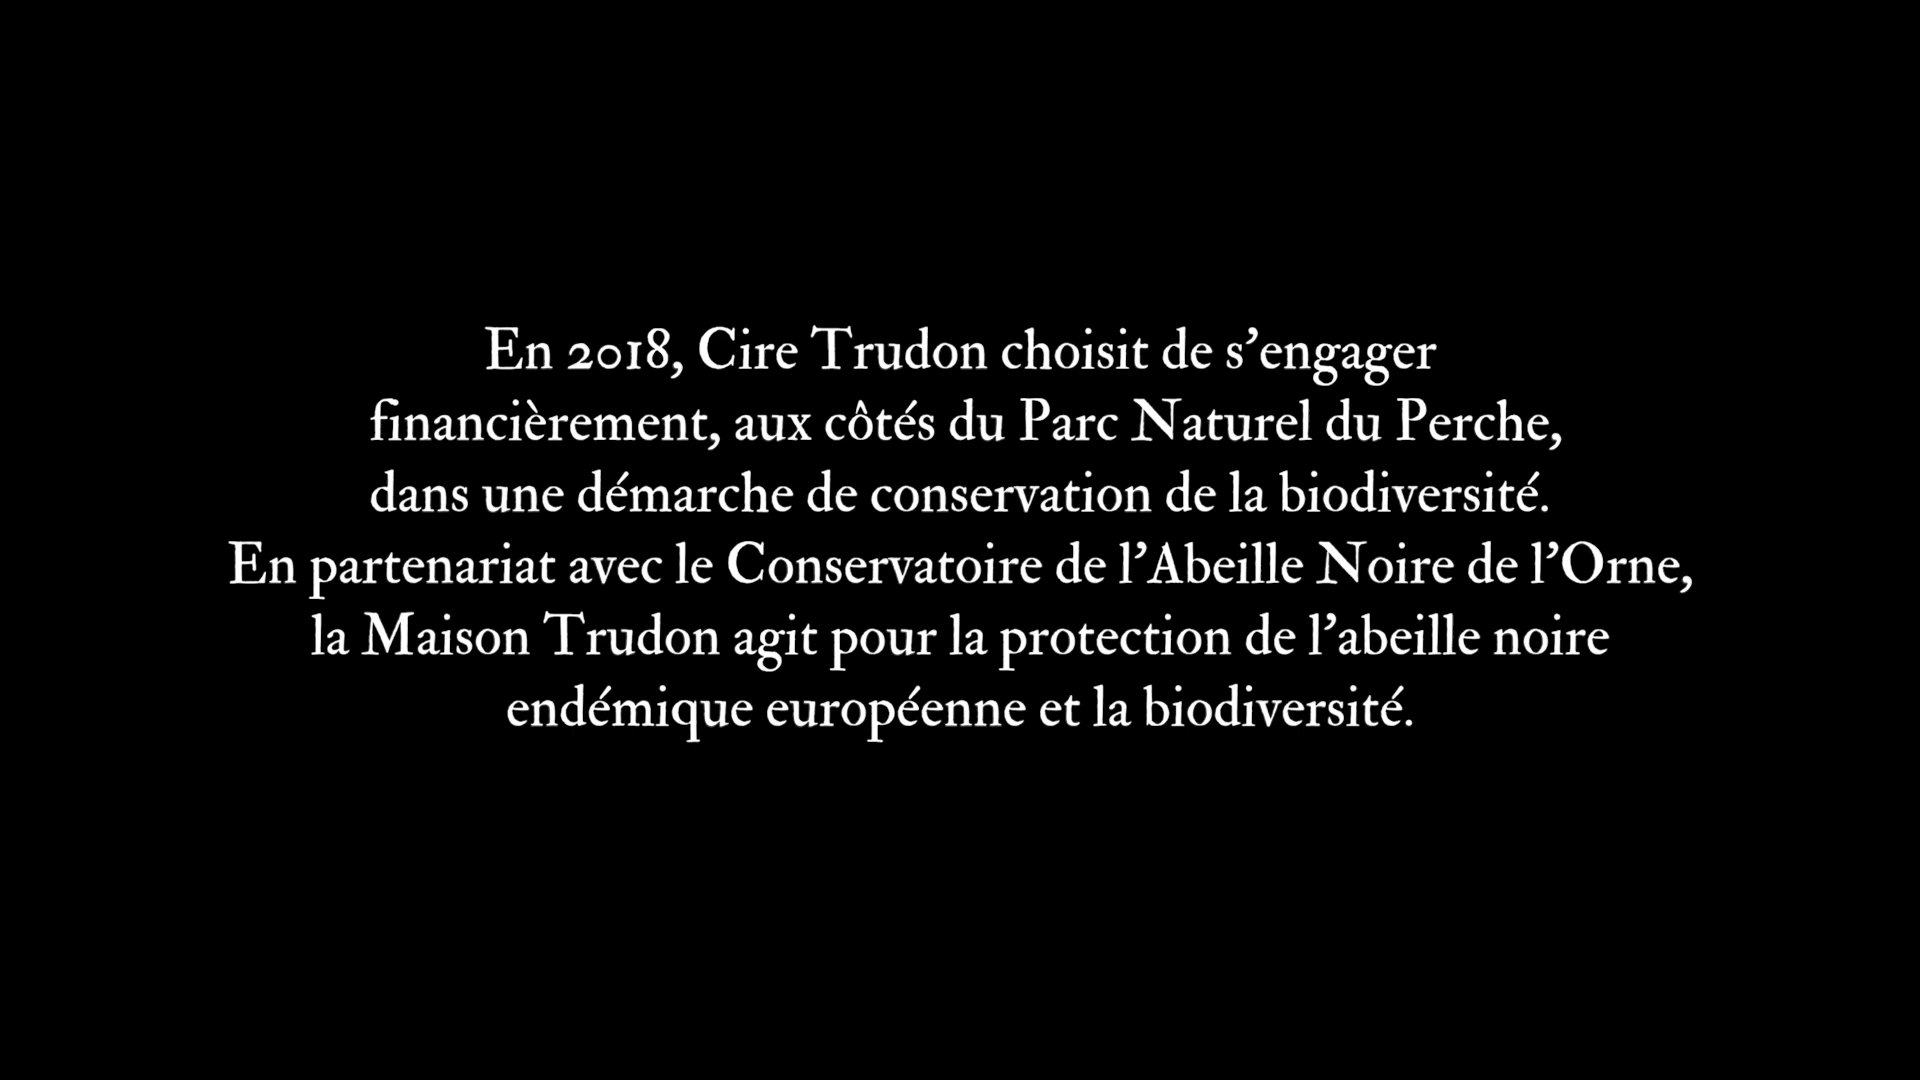 En 2018, Cire Trudon choisit de s’engager
financièrement, aux côtés du Parc Naturel du Perche,
dans une démarche de conservation de la biodiversité.
En partenariat avec le Conservatoire de l’Abeille Noire de l’Orne,
la Maison Trudon agit pour la protection de l’abeille noire
endémique européenne et la biodiversité.